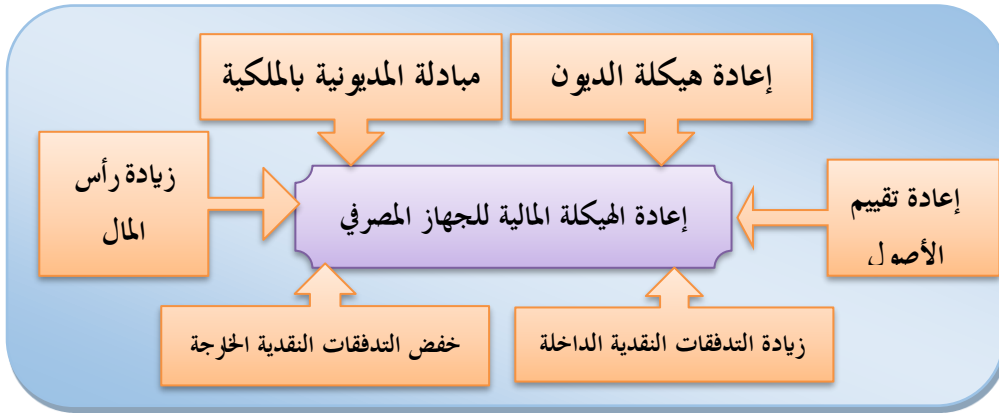 إعادة هيكلة الديون
مبادلة المديونية بالملكية
إعادة تقييم
الأصول
إعادة الهيكلة المالية للجهاز المصرفي
زيادة رأس
المال
زيادة التدفقات النقدية الداخلة
خفض التدفقات النقدية الخارجة